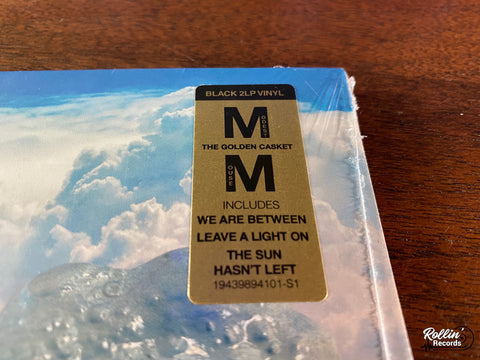 BLACK 2LP VINYL
MODEST
THE GOLDEN CASKET
MOUSE M
INCLUDES
WE ARE BETWEEN
LEAVE A LIGHT ON
THE SUN
HASN'T LEFT
19439894101-S1
Rollin'
Records